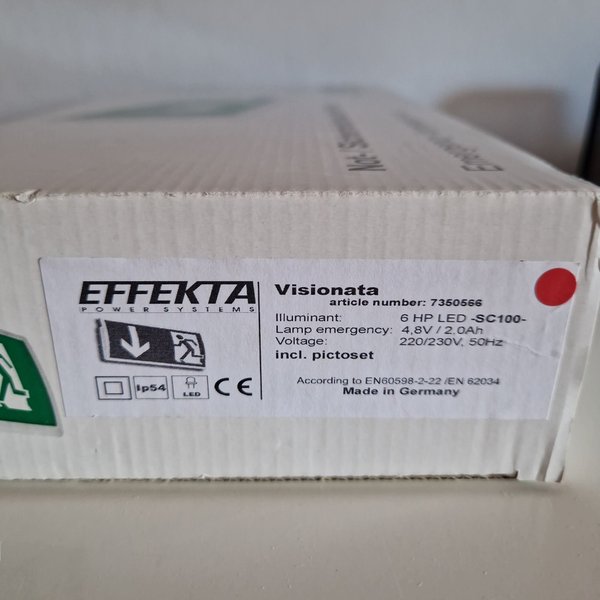 Not-
EFFEKTA
POWER SYSTEMS
Ip54
LED
CE
Visionata
article number: 7350566
Illuminant: 6 HP LED -SC100-
Lamp emergency: 4,8V / 2.0Ah
Voltage: 220/230V, 50Hz
incl. pictoset
According to EN60598-2-22 /EN 62034
Made in Germany